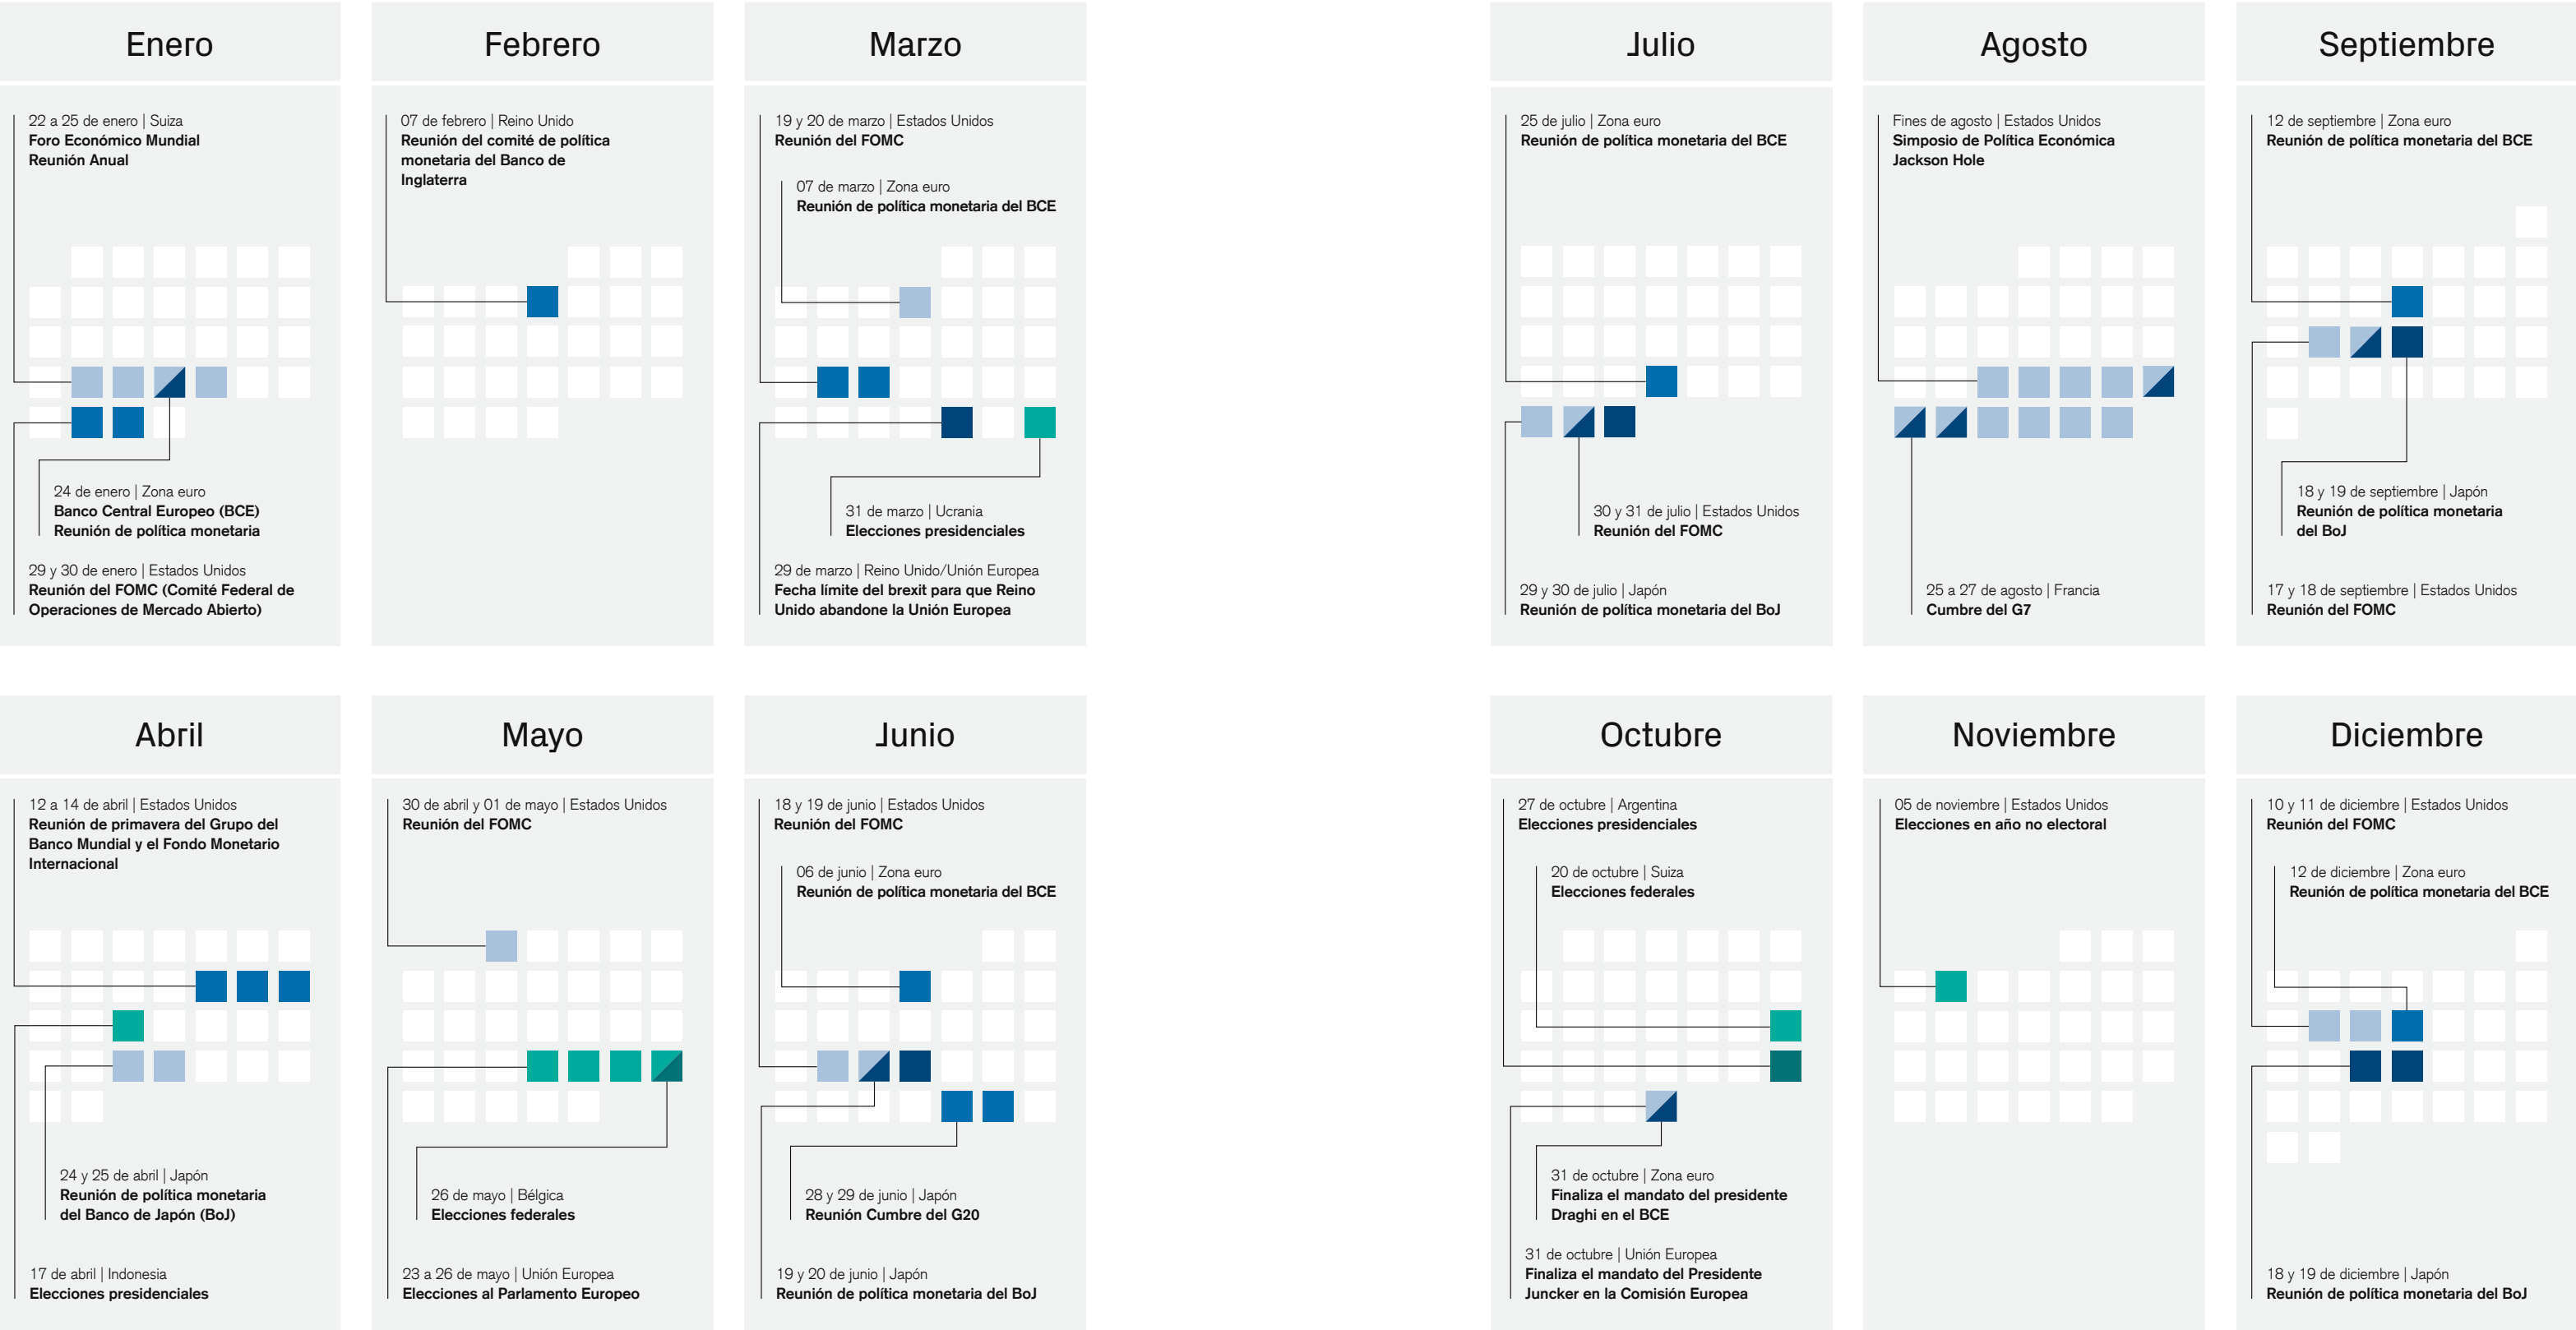 Enero
22 a 25 de enero | Suiza
Foro Económico Mundial
Reunión Anual
24 de enero | Zona euro
Banco Central Europeo (BCE)
Reunión de política monetaria
29 y 30 de enero | Estados Unidos
Reunión del FOMC (Comité Federal de
Operaciones de Mercado Abierto)
Febrero
07 de febrero | Reino Unido
Reunión del comité de política
monetaria del Banco de
Inglaterra
Marzo
19 y 20 de marzo | Estados Unidos
Reunión del FOMC
07 de marzo | Zona euro
Reunión de política monetaria del BCE
31 de marzo | Ucrania
Elecciones presidenciales
29 de marzo | Reino Unido/Unión Europea
Fecha límite del brexit para que Reino
Unido abandone la Unión Europea
Julio
25 de julio | Zona euro
Reunión de política monetaria del BCE
30 y 31 de julio | Estados Unidos
Reunión del FOMC
29 y 30 de julio | Japón
Reunión de política monetaria del BoJ
Agosto
Fines de agosto | Estados Unidos
Simposio de Política Económica
Jackson Hole
25 a 27 de agosto | Francia
Cumbre del G7
Septiembre
12 de septiembre | Zona euro
Reunión de política monetaria del BCE
18 y 19 de septiembre | Japón
Reunión de política monetaria
del BoJ
17 y 18 de septiembre | Estados Unidos
Reunión del FOMC
Abril
12 a 14 de abril | Estados Unidos
Reunión de primavera del Grupo del
Banco Mundial y el Fondo Monetario
Internacional
24 y 25 de abril | Japón
Reunión de política monetaria
del Banco de Japón (BoJ)
17 de abril | Indonesia
Elecciones presidenciales
Mayo
30 de abril y 01 de mayo | Estados Unidos
Reunión del FOMC
26 de mayo | Bélgica
Elecciones federales
23 a 26 de mayo | Unión Europea
Elecciones al Parlamento Europeo
Junio
18 y 19 de junio | Estados Unidos
Reunión del FOMC
06 de junio | Zona euro
Reunión de política monetaria del BCE
28 y 29 de junio | Japón
Reunión Cumbre del G20
19 y 20 de junio | Japón
Reunión de política monetaria del BoJ
Octubre
27 de octubre | Argentina
Elecciones presidenciales
20 de octubre | Suiza
Elecciones federales
31 de octubre | Zona euro
Finaliza el mandato del presidente
Draghi en el BCE
31 de octubre | Unión Europea
Finaliza el mandato del Presidente
Juncker en la Comisión Europea
Noviembre
05 de noviembre | Estados Unidos
Elecciones en año no electoral
Diciembre
10 y 11 de diciembre | Estados Unidos
Reunión del FOMC
12 de diciembre | Zona euro
Reunión de política monetaria del BCE
18 y 19 de diciembre | Japón
Reunión de política monetaria del BoJ